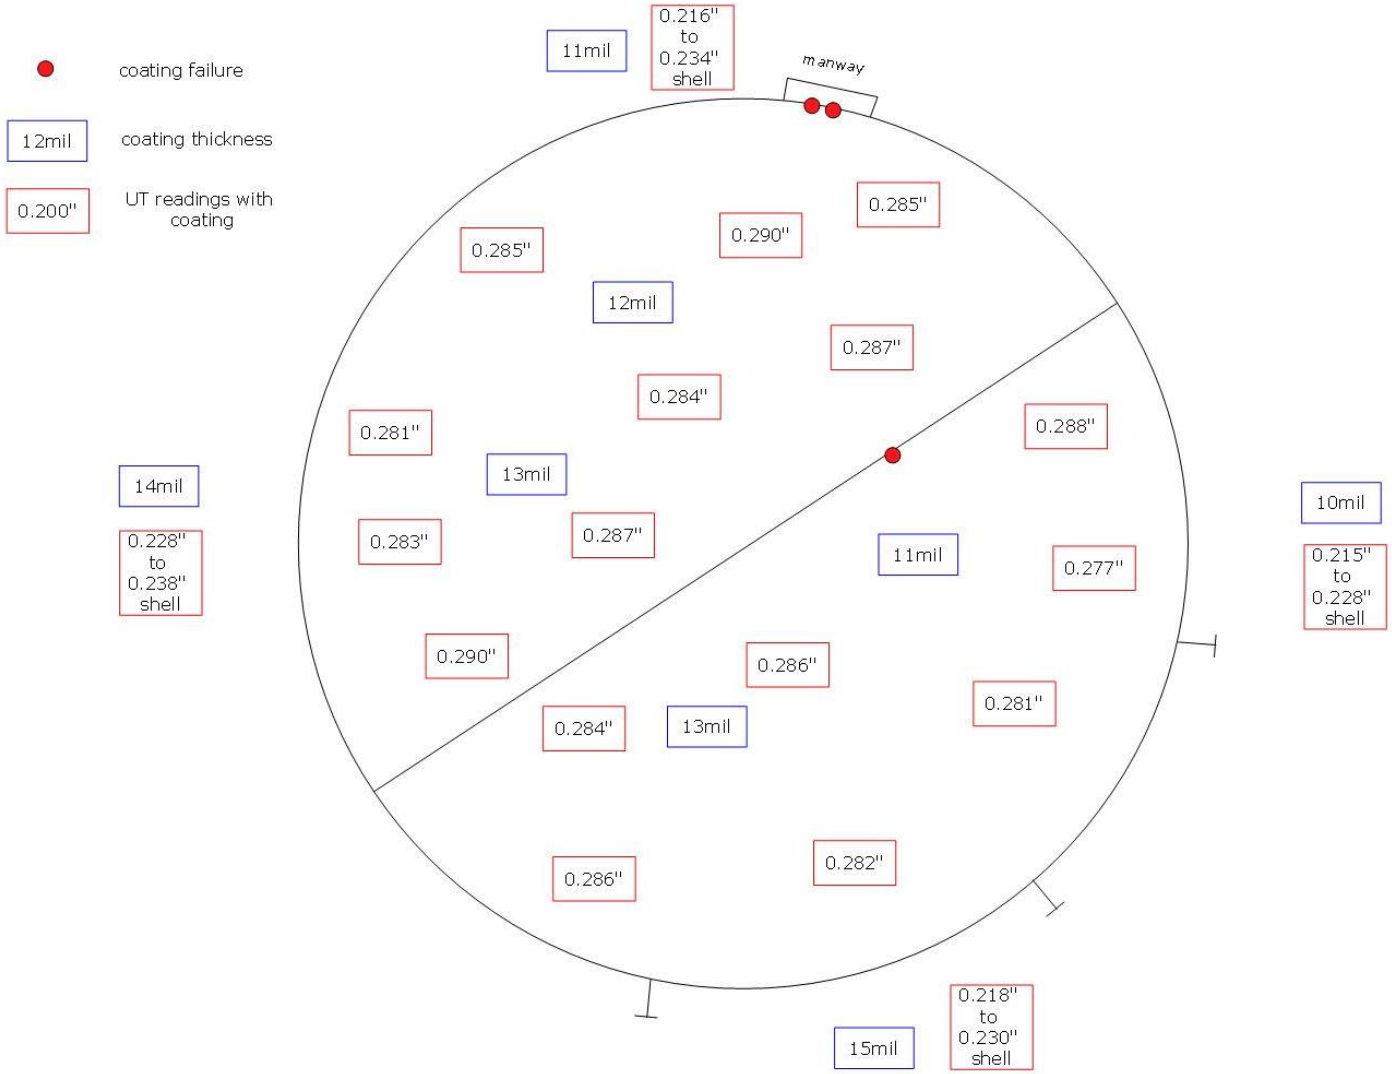 0.216"
to
0.234"
shell
11mil
manway
coating failure
12mil
coating thickness
0.200"
UT readings with
coating
0.285"
0.290"
0.285"
12mil
0.287"
0.284"
0.281"
0.288"
13mil
14mil
10mil
0.228"
to
0.238"
shell
0.283"
0.287"
11mil
0.277"
0.215"
to
0.228"
shell
0.290"
0.286"
0.281"
0.284"
13mil
0.286"
0.282"
0.218"
to
0.230"
shell
15mil